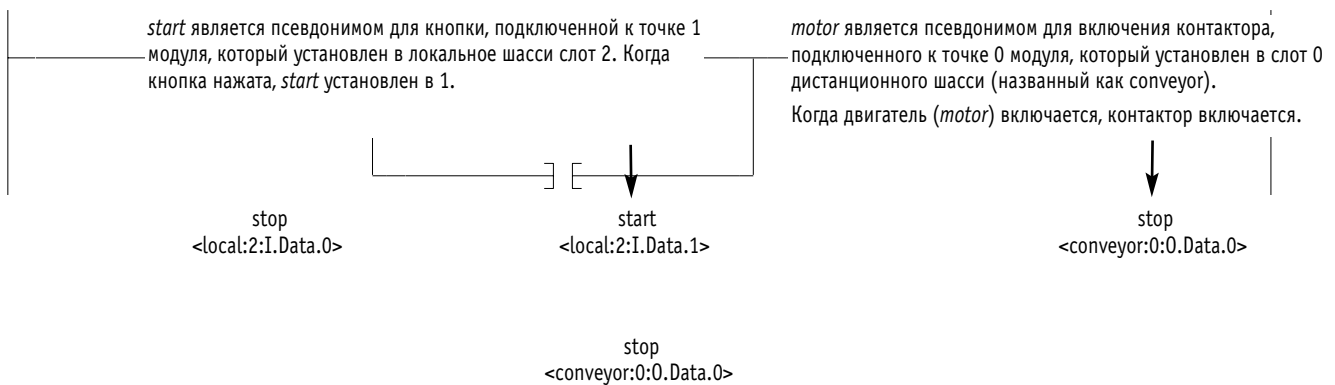 start является псевдонимом для кнопки, подключенной к точке 1
модуля, который установлен в локальное шасси слот 2. Когда
кнопка нажата, start установлен в 1.
motor является псевдонимом для включения контактора,
подключенного к точке 0 модуля, который установлен в слот 0
дистанционного шасси (названный как conveyor).
Когда двигатель (motor) включается, контактор включается.
stop
<local:2:I.Data.0>
start
<local:2:I.Data.1>
stop
<conveyor:0:O.Data.0>
stop
<conveyor:0:O.Data.0>